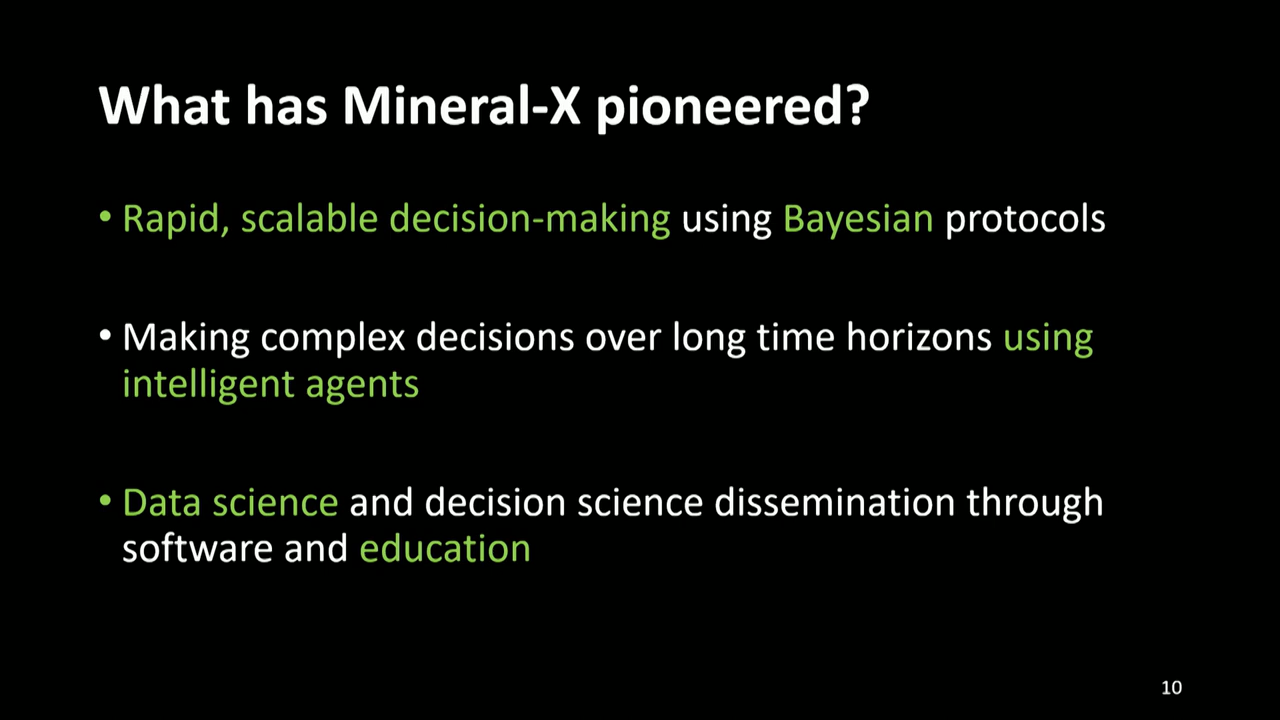 What has Mineral-X pioneered?
• Rapid, scalable decision-making using Bayesian protocols
• Making complex decisions over long time horizons using
intelligent agents
• Data science and decision science dissemination through
software and education
10